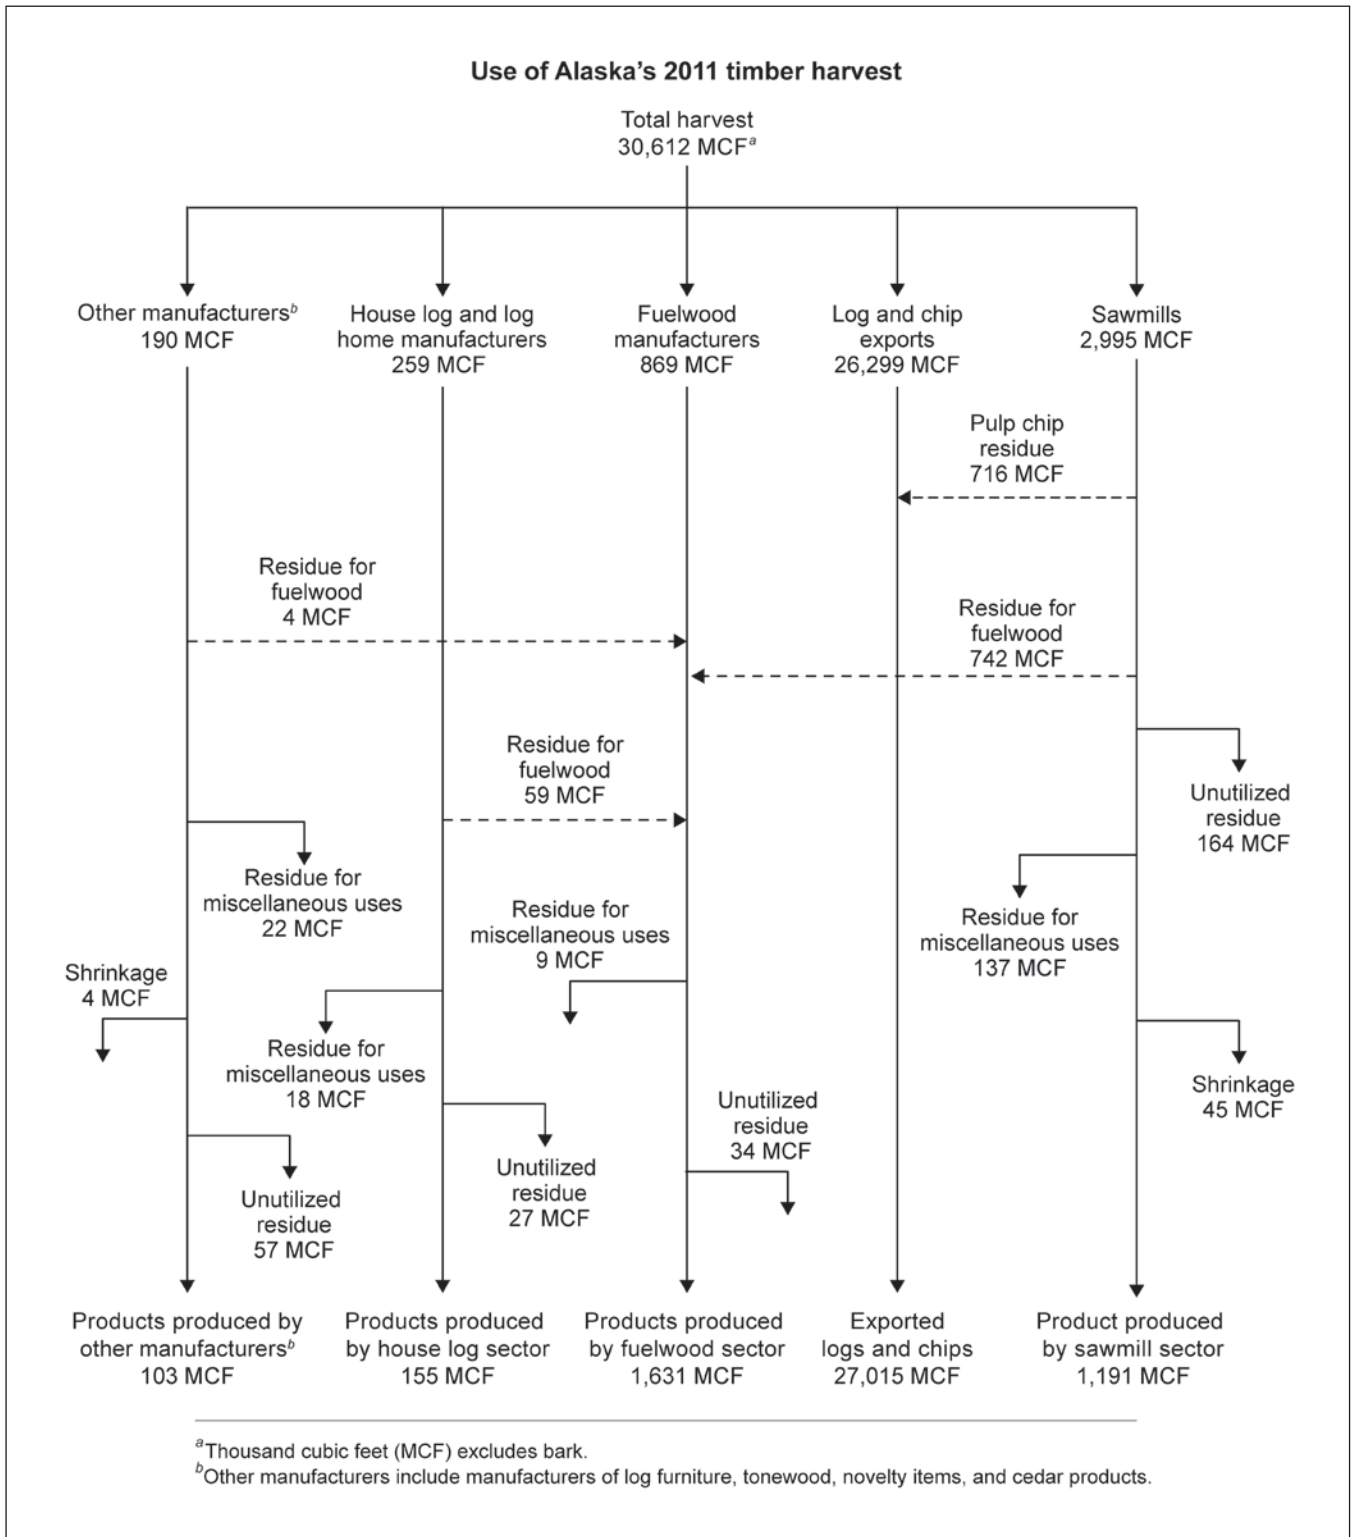 Use of Alaska’s 2011 timber harvest
Total harvest
30,612 MCFa
Other manufacturersb
190 MCF
House log and log
home manufacturers
259 MCF
Fuelwood
manufacturers
869 MCF
Log and chip
exports
26,299 MCF
Sawmills
2,995 MCF
Pulp chip
residue
716 MCF
Residue for
fuelwood
4 MCF
Residue for
fuelwood
742 MCF
Residue for
fuelwood
59 MCF
Unutilized
residue
164 MCF
Residue for
miscellaneous uses
22 MCF
Residue for
miscellaneous uses
9 MCF
Residue for
miscellaneous uses
137 MCF
Shrinkage
4 MCF
Residue for
miscellaneous uses
18 MCF
Shrinkage
45 MCF
Unutilized
residue
34 MCF
Unutilized
residue
27 MCF
Unutilized
residue
57 MCF
Products produced by
other manufacturersb
103 MCF
Products produced
by house log sector
155 MCF
Products produced
by fuelwood sector
1,631 MCF
Exported
logs and chips
27,015 MCF
Product produced
by sawmill sector
1,191 MCF
aThousand cubic feet (MCF) excludes bark.
bOther manufacturers include manufacturers of log furniture, tonewood, novelty items, and cedar products.